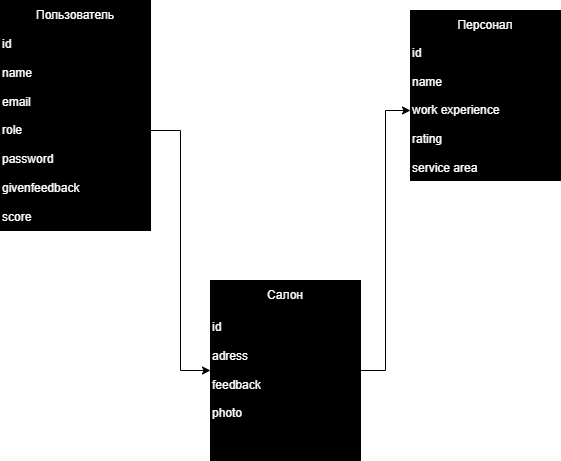 Пользователь
id
name
email
role
password
givenfeedback
score
Персонал
id
name
work experience
rating
service area
Салон
id
adress
feedback
photo